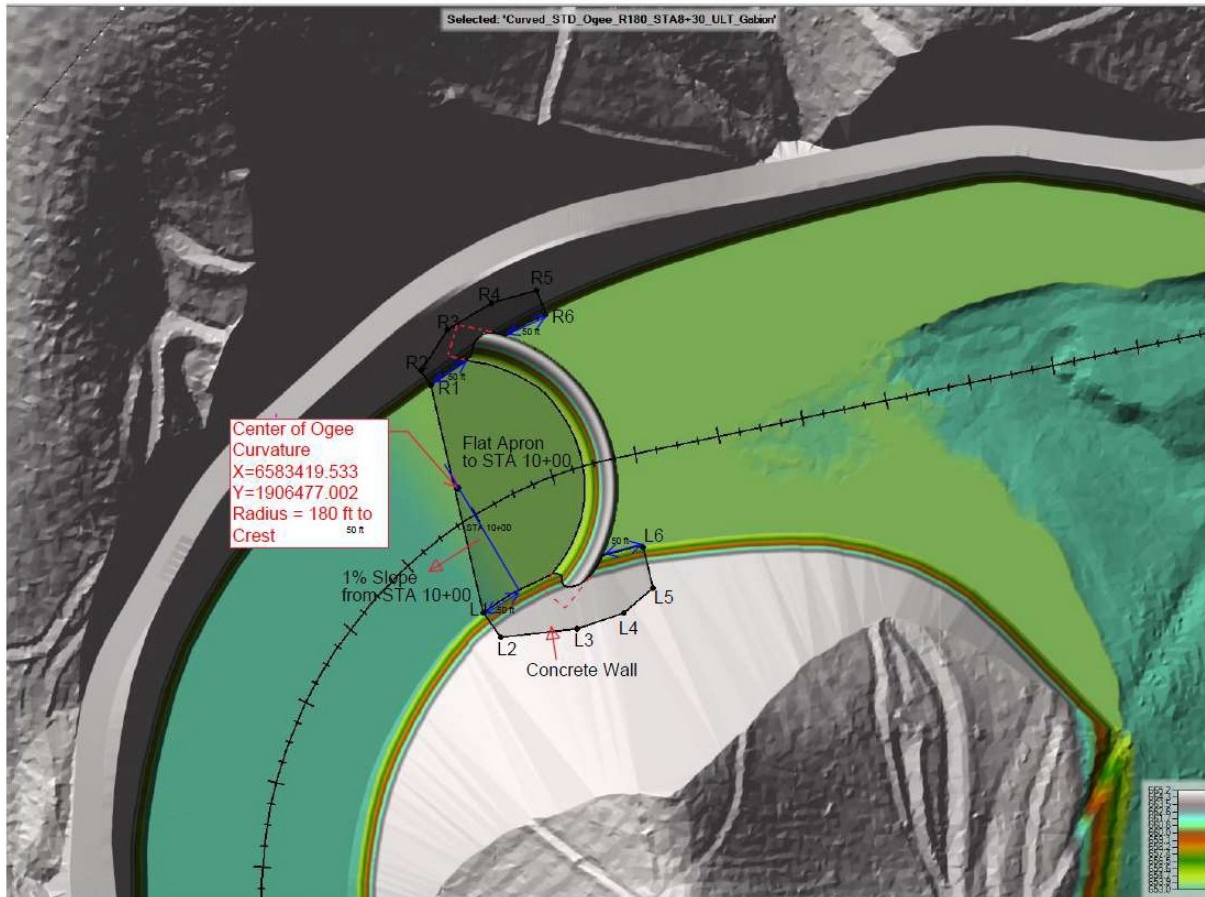 Selected: 'Curved_STD_Ogee_R180_STA8+30_ULT_Gabion'
R5
R4
R6
R3
50 ft
R2
50 ft
R1
Center of Ogee
Curvature
X=6583419.533
Y=1906477.002
Radius = 180 ft to
Crest
50 ft
Flat Apron
to STA 10+00
STA 10+00
50 ft
L6
1% Slope
from STA 10+00
L5
50 ft
L4
L2
L3
Concrete Wall